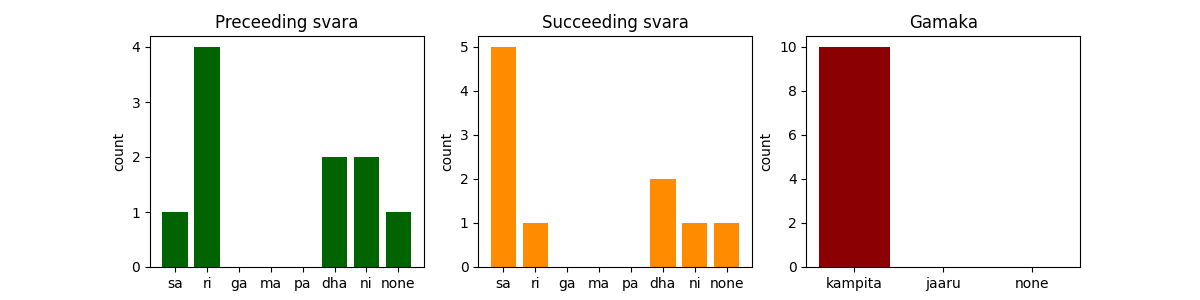 Preceeding svara
count
4
3
2
1
0
sa ri ga ma pa dha ni none
Succeeding svara
count
5
4
3
2
1
0
sa ri ga ma pa dha ni none
Gamaka
count
10
8
6
4
2
0
kampita jaaru none